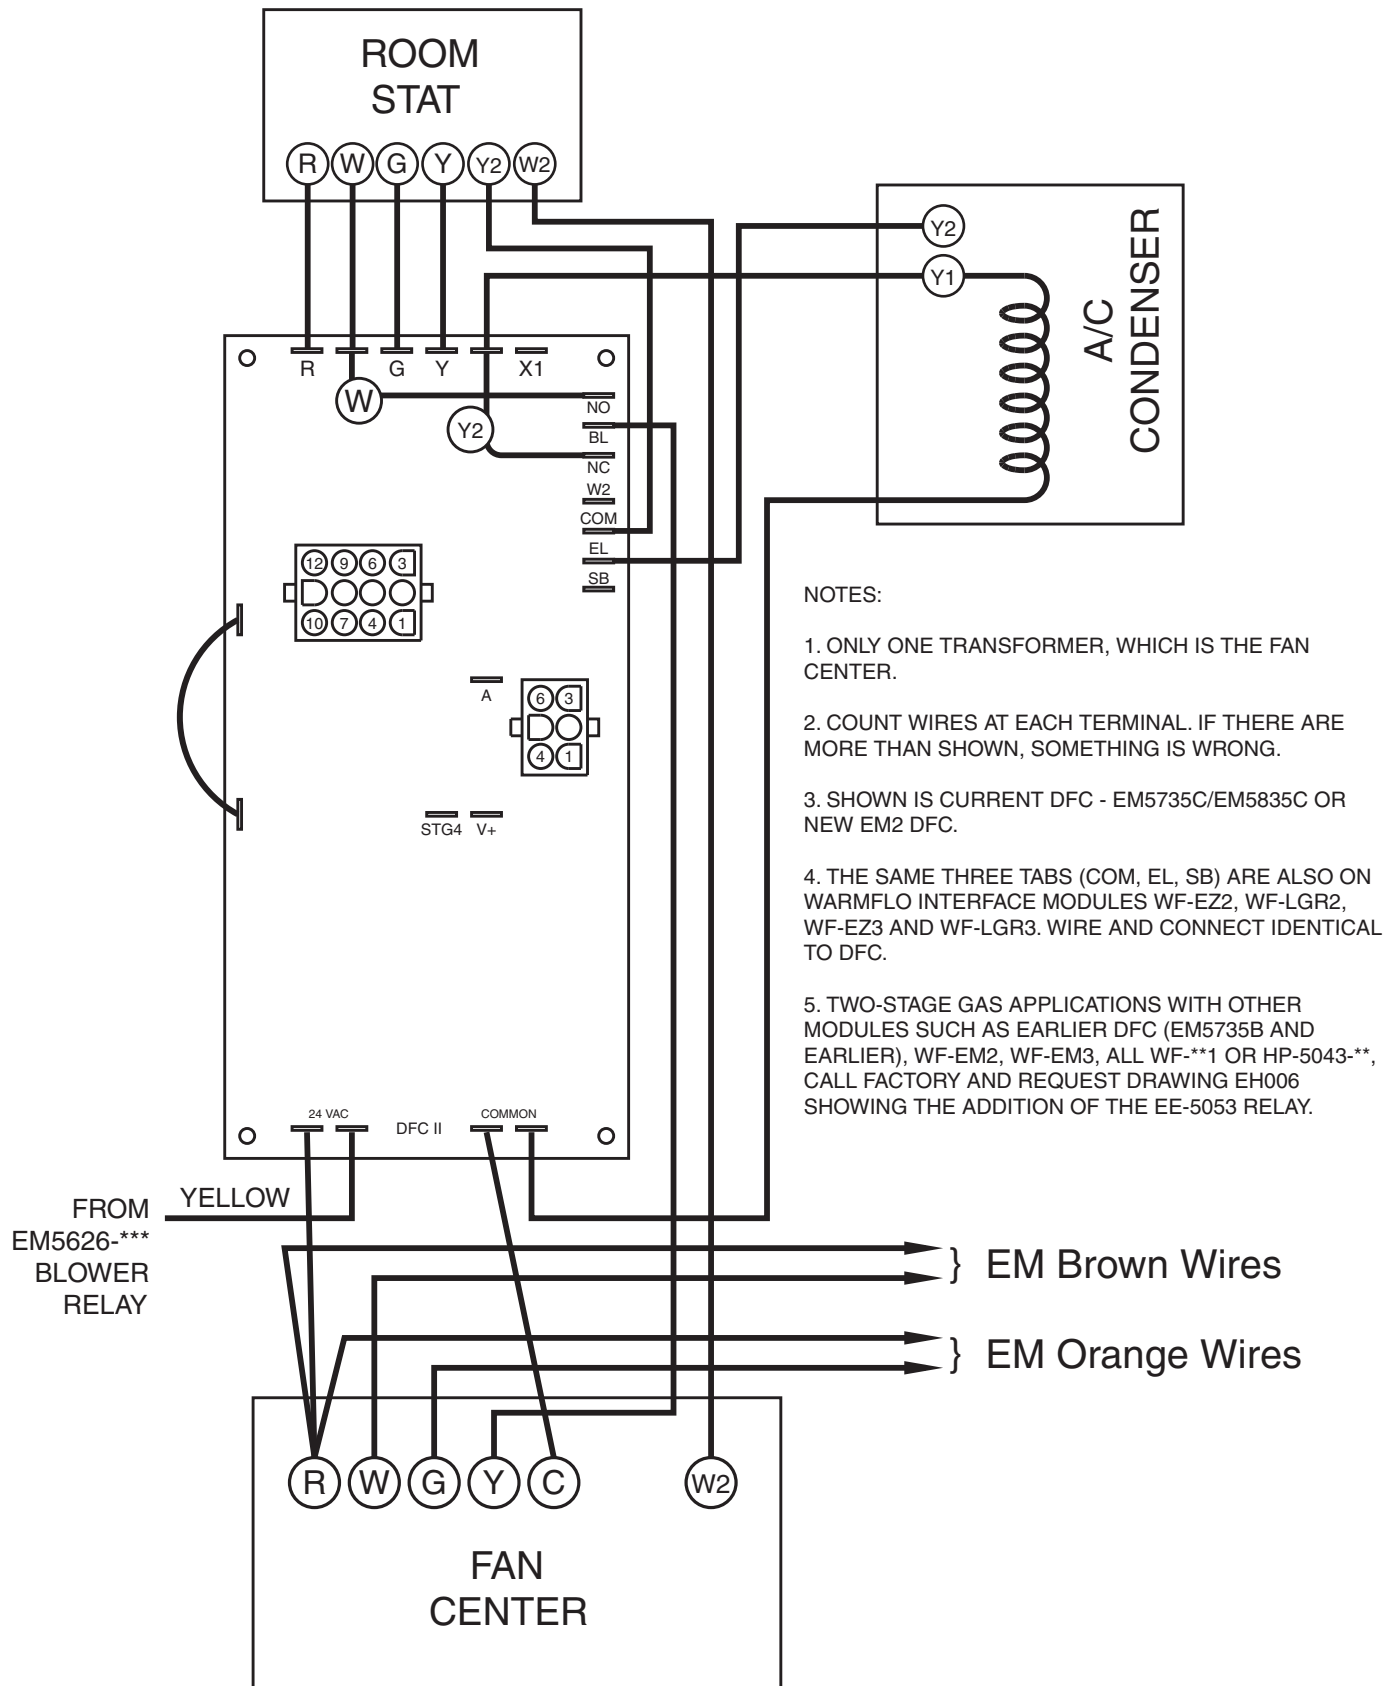 ROOM
STAT
R W G Y Y2 W2
Y2
Y1
A/C
CONDENSER
R G Y X1
W
NO
Y2
BL
NC
W2
COM
EL
SB
12 9 6 3
10 7 4 1
A
6 3
4 1
STG4 V+
NOTES:
1. ONLY ONE TRANSFORMER, WHICH IS THE FAN
CENTER.
2. COUNT WIRES AT EACH TERMINAL. IF THERE ARE
MORE THAN SHOWN, SOMETHING IS WRONG.
3. SHOWN IS CURRENT DFC - EM5735C/EM5835C OR
NEW EM2 DFC.
4. THE SAME THREE TABS (COM, EL, SB) ARE ALSO ON
WARMFLO INTERFACE MODULES WF-EZ2, WF-LGR2,
WF-EZ3 AND WF-LGR3. WIRE AND CONNECT IDENTICAL
TO DFC.
5. TWO-STAGE GAS APPLICATIONS WITH OTHER
MODULES SUCH AS EARLIER DFC (EM5735B AND
EARLIER), WF-EM2, WF-EM3, ALL WF-**1 OR HP-5043-**,
CALL FACTORY AND REQUEST DRAWING EH006
SHOWING THE ADDITION OF THE EE-5053 RELAY.
24 VAC DFC II COMMON
YELLOW
FROM
EM5626-***
BLOWER
RELAY
} EM Brown Wires
} EM Orange Wires
R W G Y C W2
FAN
CENTER